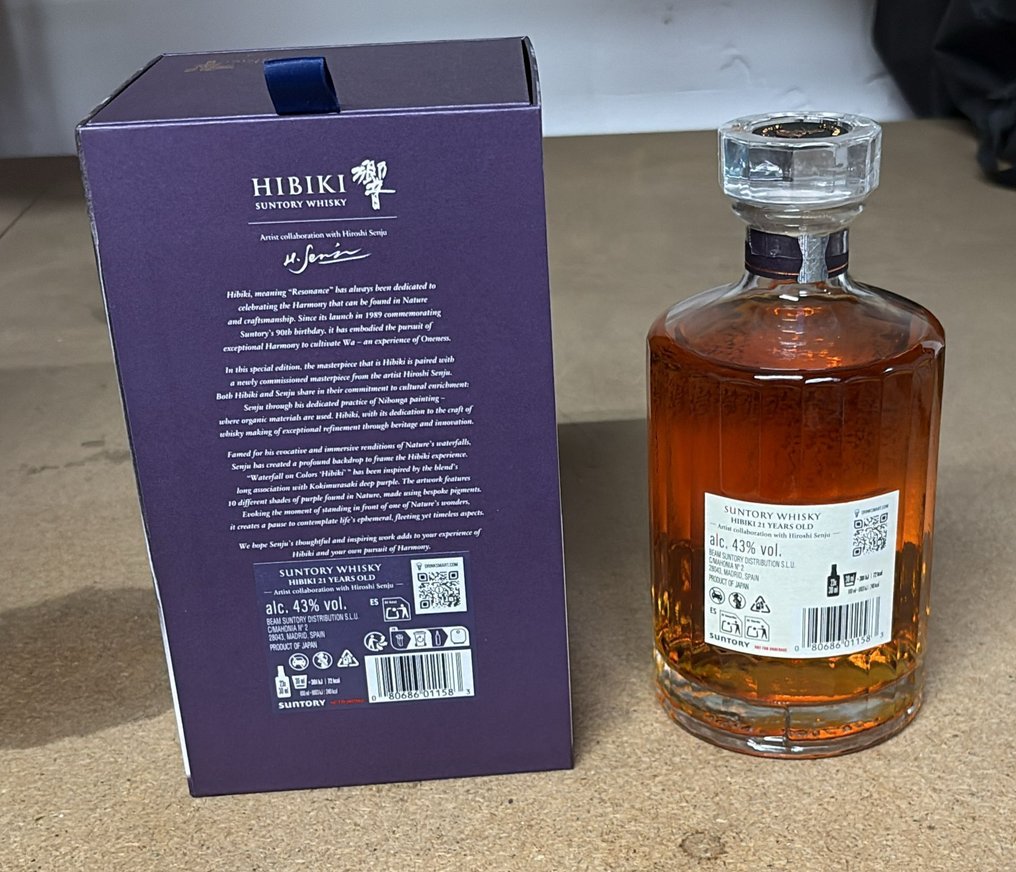 HIBIKI 響
SUNTORY WHISKY
Artist collaboration with Hiroshi Senju
H. Senju
Hibiki, meaning "Resonance" has always been dedicated to
celebrating the Harmony that can be found in Nature
and craftsmanship. Since its launch in 1989 commemorating
Suntory's 90th birthday, it has embodied the pursuit of
exceptional Harmony to cultivate Wa – an experience of Oneness.
In this special edition, the masterpiece that is Hibiki is paired with
a newly commissioned masterpiece from the artist Hiroshi Senju.
Both Hibiki and Senju share in their commitment to cultural enrichment:
Senju through his dedicated practice of Nihonga painting –
where organic materials are used. Hibiki, with its dedication to the craft of
whisky making of exceptional refinement through heritage and innovation.
Famed for his evocative and immersive renditions of Nature's waterfalls,
Senju has created a profound backdrop to frame the Hibiki experience.
"Waterfall on Colors 'Hibiki'" has been inspired by the blend's
long association with Kokimurasaki deep purple. The artwork features
10 different shades of purple found in Nature, made using bespoke pigments.
Evoking the moment of standing in front of one of Nature's wonders,
it creates a pause to contemplate life's ephemeral, fleeting yet timeless aspects.
We hope Senju's thoughtful and inspiring work adds to your experience of
Hibiki and your own pursuit of Harmony.
SUNTORY WHISKY
HIBIKI 21 YEARS OLD
— Artist collaboration with Hiroshi Senju —
DRINKSMART.COM
alc. 43% vol.
BEAM SUNTORY DISTRIBUTION S.L.U.
C/MAHONIA Nº 2
28043, MADRID, SPAIN
PRODUCT OF JAPAN
ES
72 kcal
SUNTORY
0 80686 01158 3
SUNTORY WHISKY
HIBIKI 21 YEARS OLD
— Artist collaboration with Hiroshi Senju —
DRINKSMART.COM
alc. 43% vol.
BEAM SUNTORY DISTRIBUTION S.L.U.
C/MAHONIA Nº 2
28043, MADRID, SPAIN
PRODUCT OF JAPAN
72 kcal
ES
SUNTORY
0 80686 01158 3